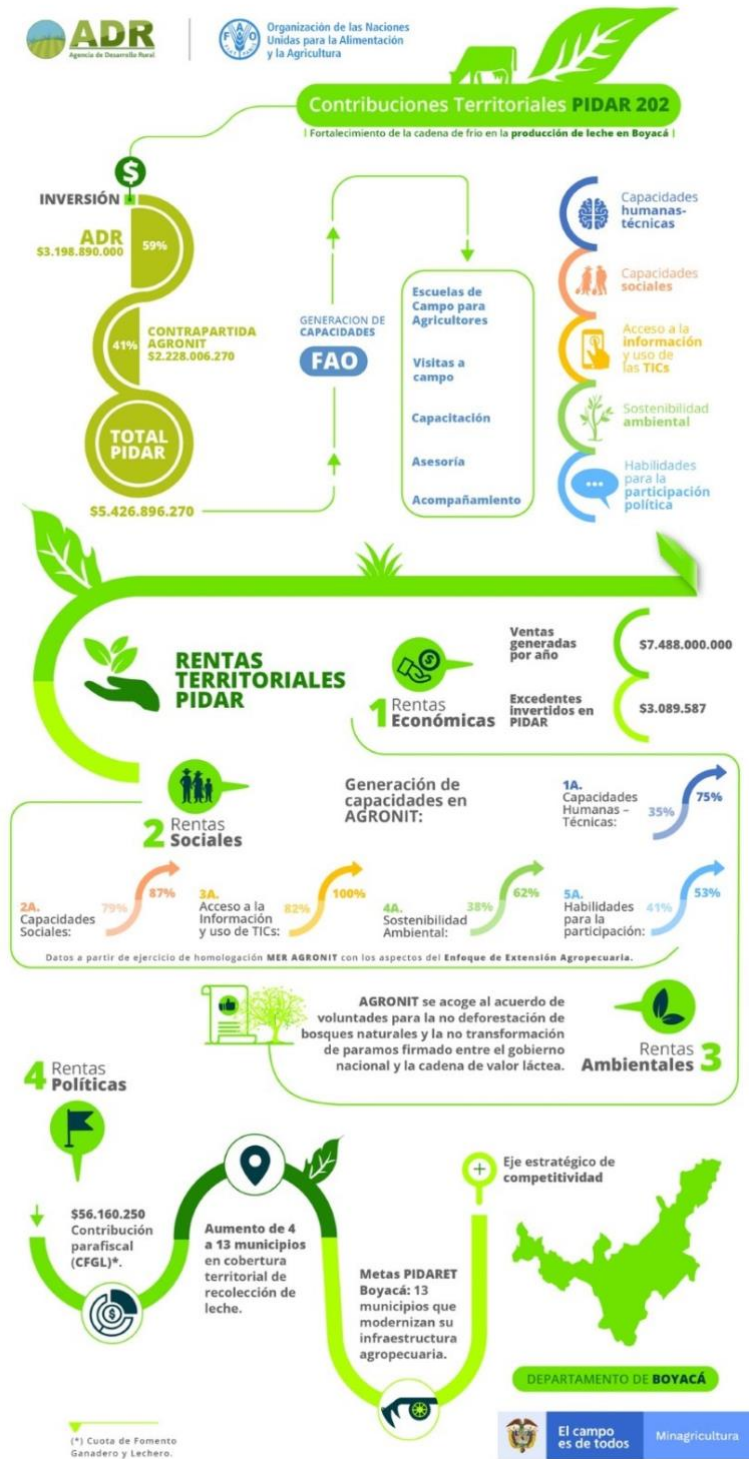 ADR
Agencia de Desarrollo Rural
FAO
FIAT PANIS
Organización de las Naciones
Unidas para la Alimentación
y la Agricultura
Contribuciones Territoriales PIDAR 202
| Fortalecimiento de la cadena de frio en la producción de leche en Boyacá |
$
INVERSIÓN
ADR
$3.198.890.000
59%
41%
CONTRAPARTIDA
AGRONIT
$2.228.006.270
TOTAL
PIDAR
$5.426.896.270
GENERACION DE
CAPACIDADES
FAO
Escuelas de
Campo para
Agricultores
Visitas a
campo
Capacitación
Asesoría
Acompañamiento
Capacidades
humanas-
técnicas
Capacidades
sociales
Acceso a la
información
y uso de
las TICs
Sostenibilidad
ambiental
Habilidades
para la
participación
política
RENTAS
TERRITORIALES
PIDAR
1 Rentas
Económicas
Ventas
generadas
por año
$7.488.000.000
Excedentes
invertidos en
PIDAR
$3.089.587
2 Rentas
Sociales
Generación de
capacidades en
AGRONIT:
1A.
Capacidades
Humanas –
Técnicas:
35%
75%
2A.
Capacidades
Sociales:
79%
87%
3A.
Acceso a la
Información
y uso de TICs:
82%
100%
4A.
Sostenibilidad
Ambiental:
38%
62%
5A.
Habilidades
para la
participación:
41%
53%
Datos a partir de ejercicio de homologación MER AGRONIT con los aspectos del Enfoque de Extensión Agropecuaria.
AGRONIT se acoge al acuerdo de
voluntades para la no deforestación de
bosques naturales y la no transformación
de paramos firmado entre el gobierno
nacional y la cadena de valor láctea.
Rentas
Ambientales 3
4 Rentas
Políticas
$56.160.250
Contribución
parafiscal
(CFGL)*.
Aumento de 4
a 13 municipios
en cobertura
territorial de
recolección de
leche.
Metas PIDARET
Boyacá: 13
municipios que
modernizan su
infraestructura
agropecuaria.
Eje estratégico de
competitividad
DEPARTAMENTO DE BOYACÁ
(*) Cuota de Fomento
Ganadero y Lechero.
El campo
es de todos
Minagricultura